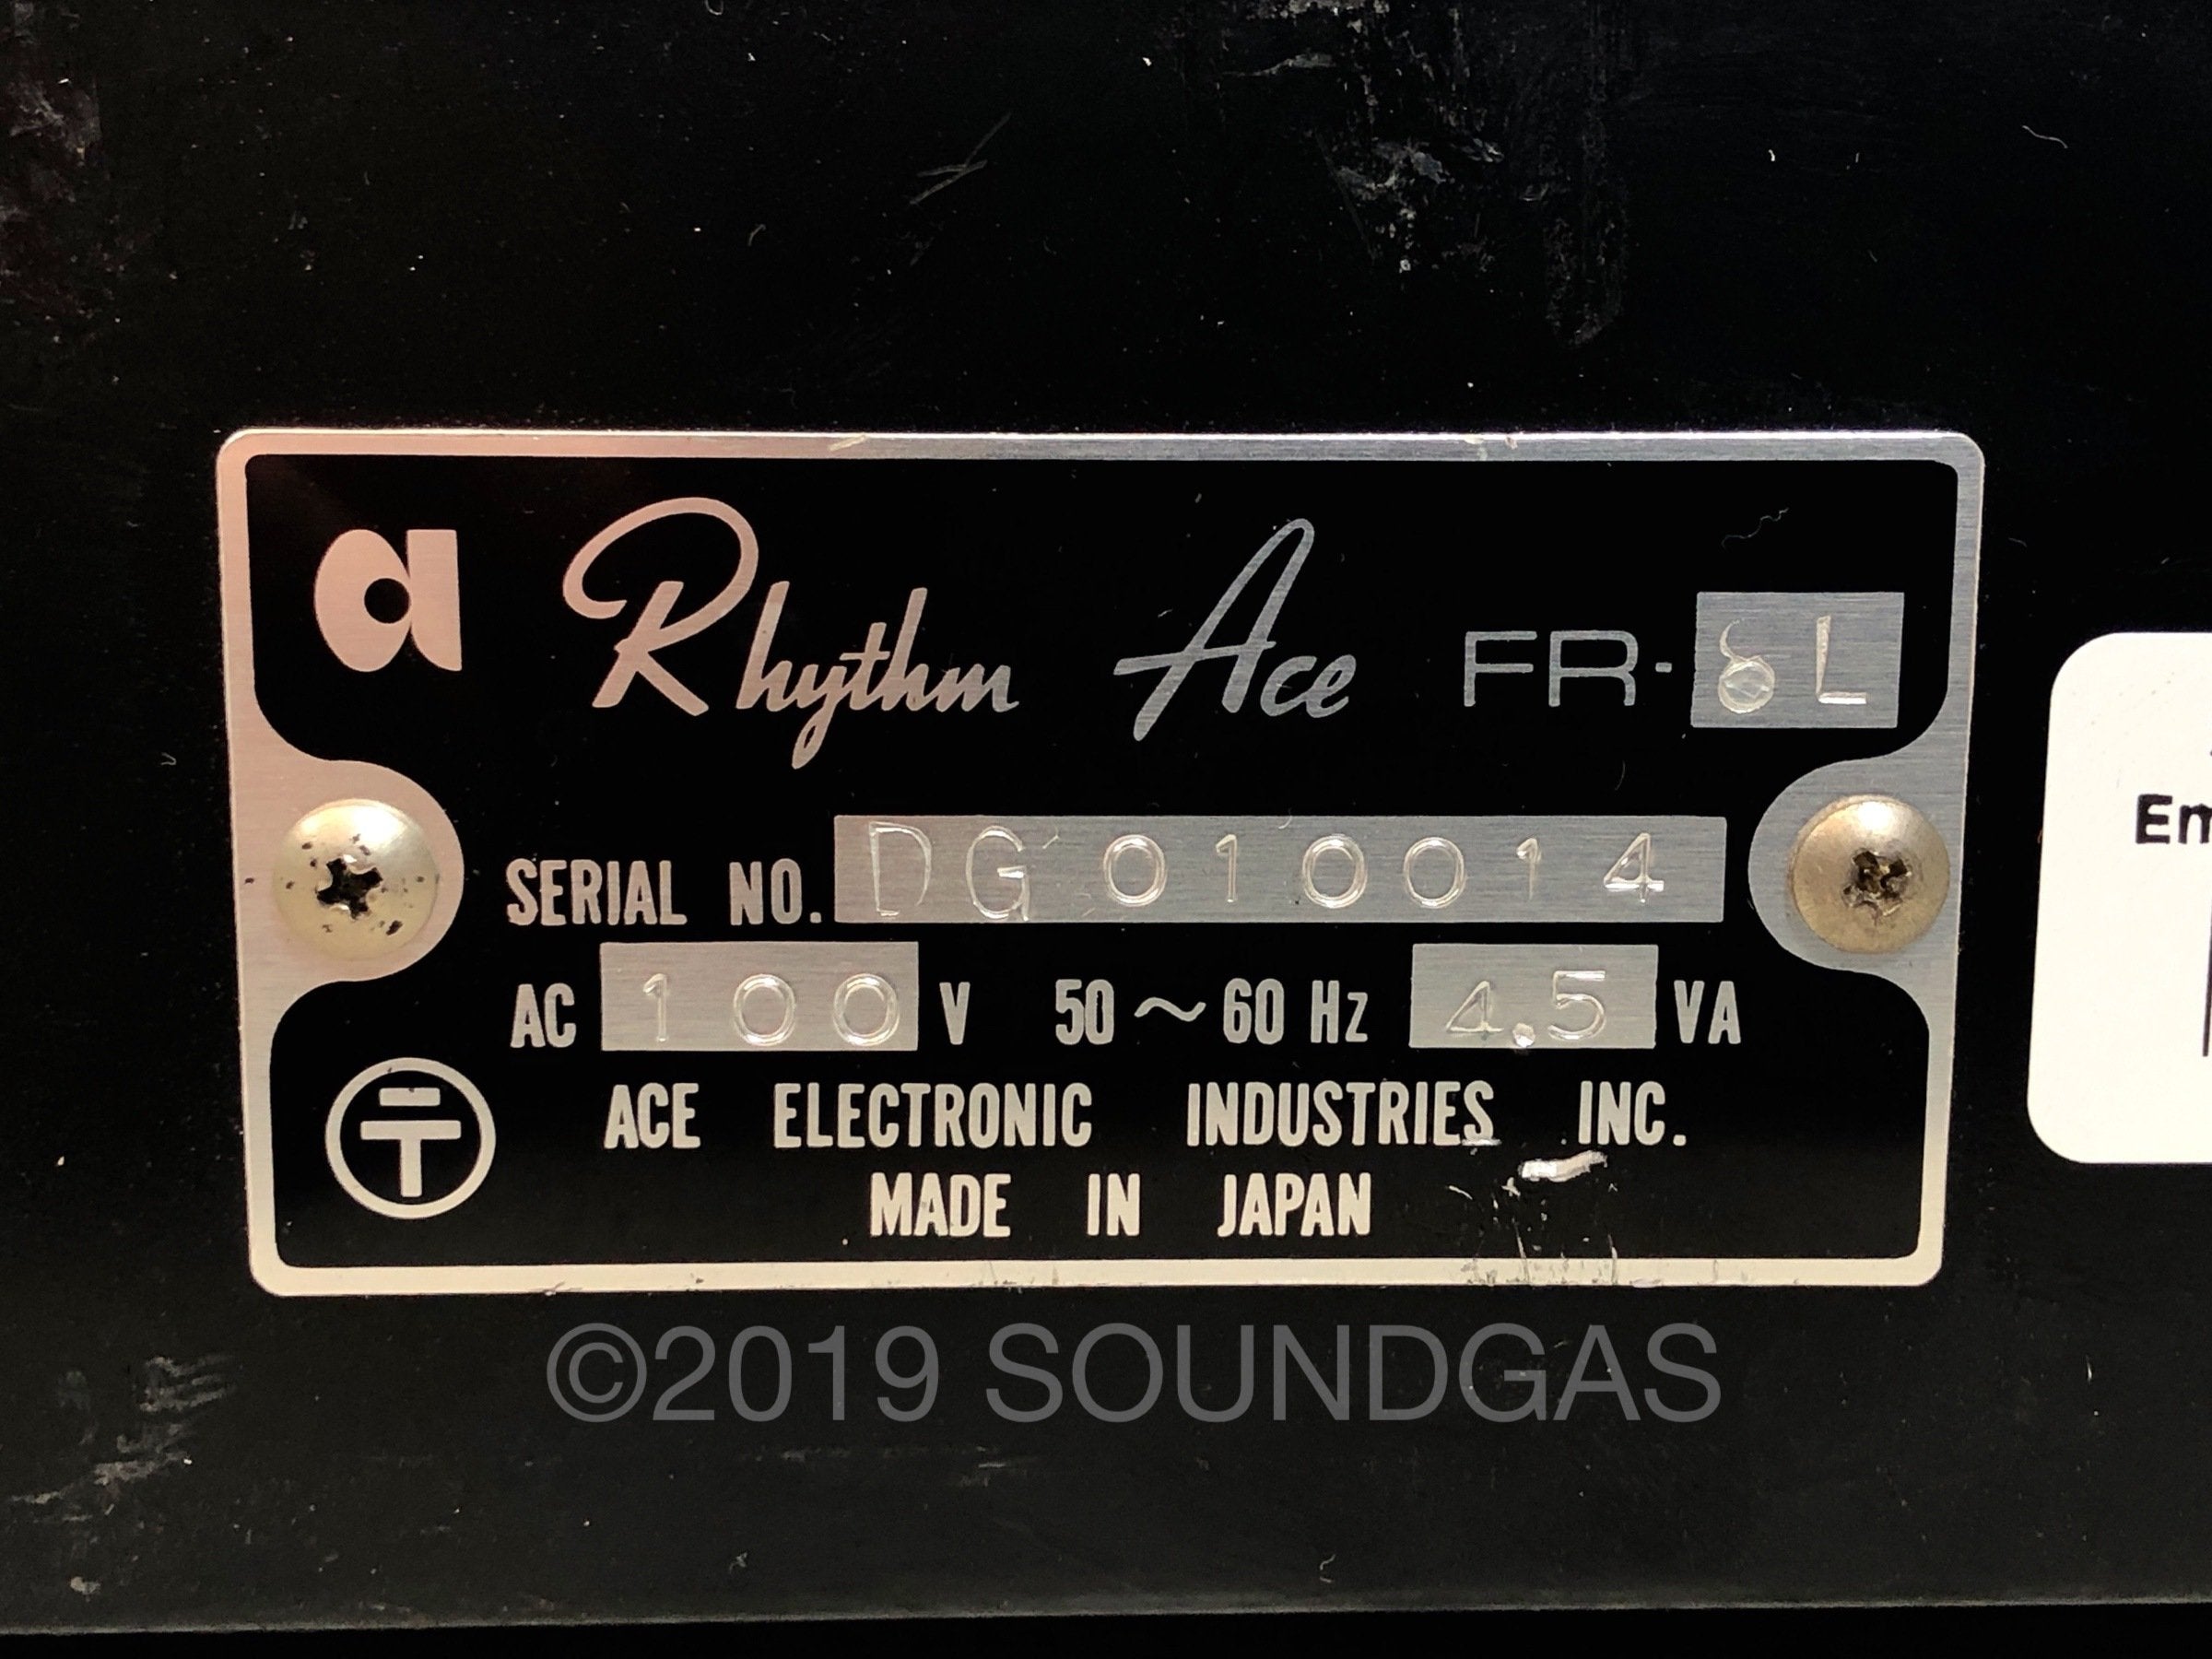 a Rhythm Ace FR-8L
SERIAL NO. DG010014
AC 100 V 50~60 Hz 4.5 VA
ACE ELECTRONIC INDUSTRIES INC.
MADE IN JAPAN
©2019 SOUNDGAS
Em